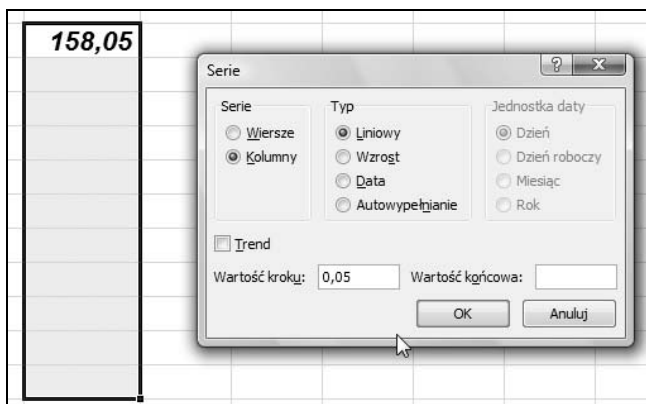 158,05
Serie
Serie
Wiersze
Kolumny
Typ
Liniowy
Wzrost
Data
Autowypełnianie
Jednostka daty
Dzień
Dzień roboczy
Miesiąc
Rok
Trend
Wartość kroku: 0,05 Wartość końcowa:
OK Anuluj